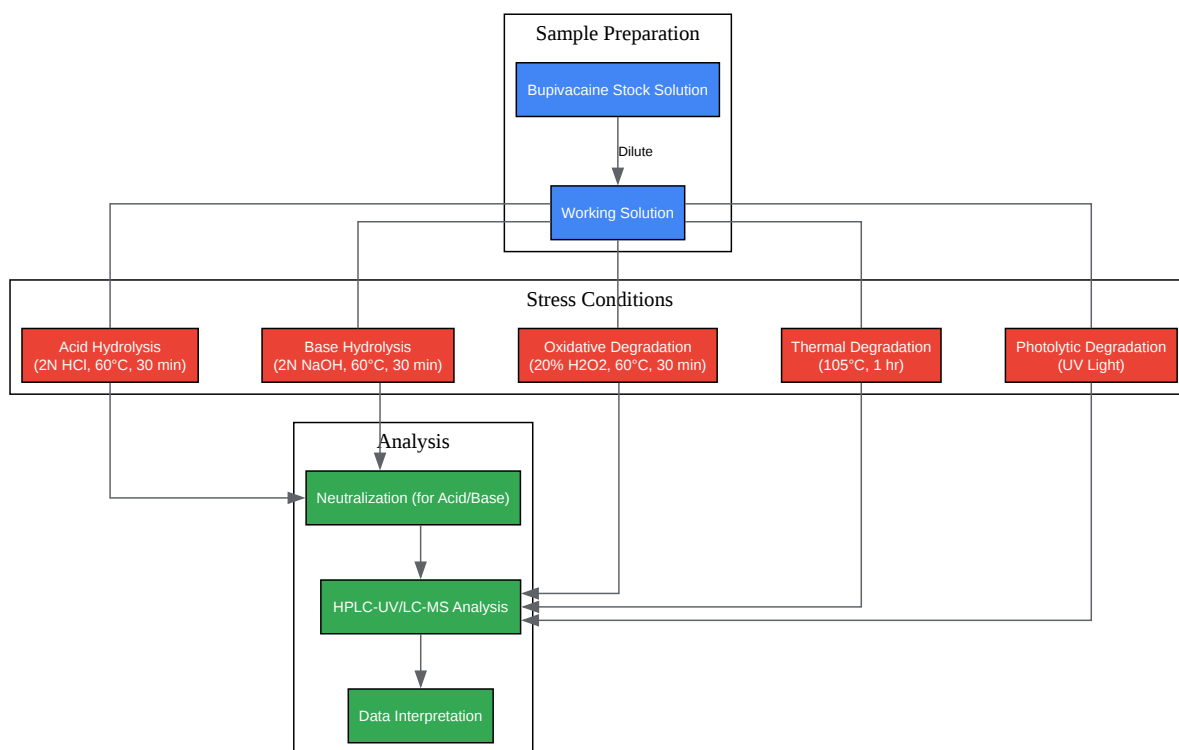 Sample Preparation
Bupivacaine Stock Solution
Dilute
Working Solution
Stress Conditions
Acid Hydrolysis
(2N HCl, 60°C, 30 min)
Base Hydrolysis
(2N NaOH, 60°C, 30 min)
Oxidative Degradation
(20% H2O2, 60°C, 30 min)
Thermal Degradation
(105°C, 1 hr)
Photolytic Degradation
(UV Light)
Analysis
Neutralization (for Acid/Base)
HPLC-UV/LC-MS Analysis
Data Interpretation